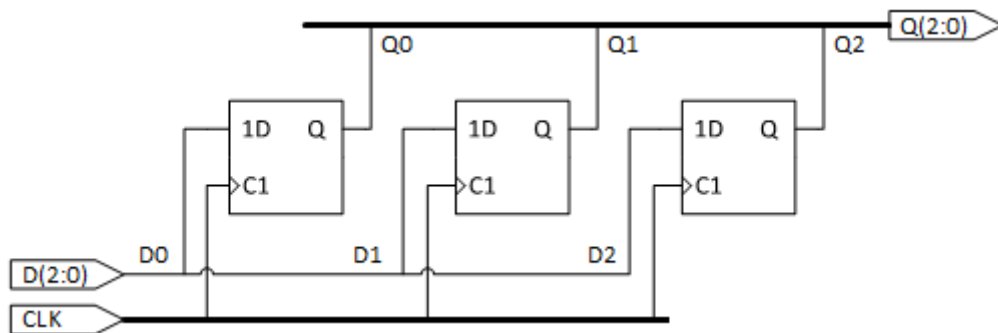 Q0 Q1 Q2 Q(2:0)
1D Q 1D Q 1D Q
C1 C1 C1
D0 D1 D2
D(2:0)
CLK